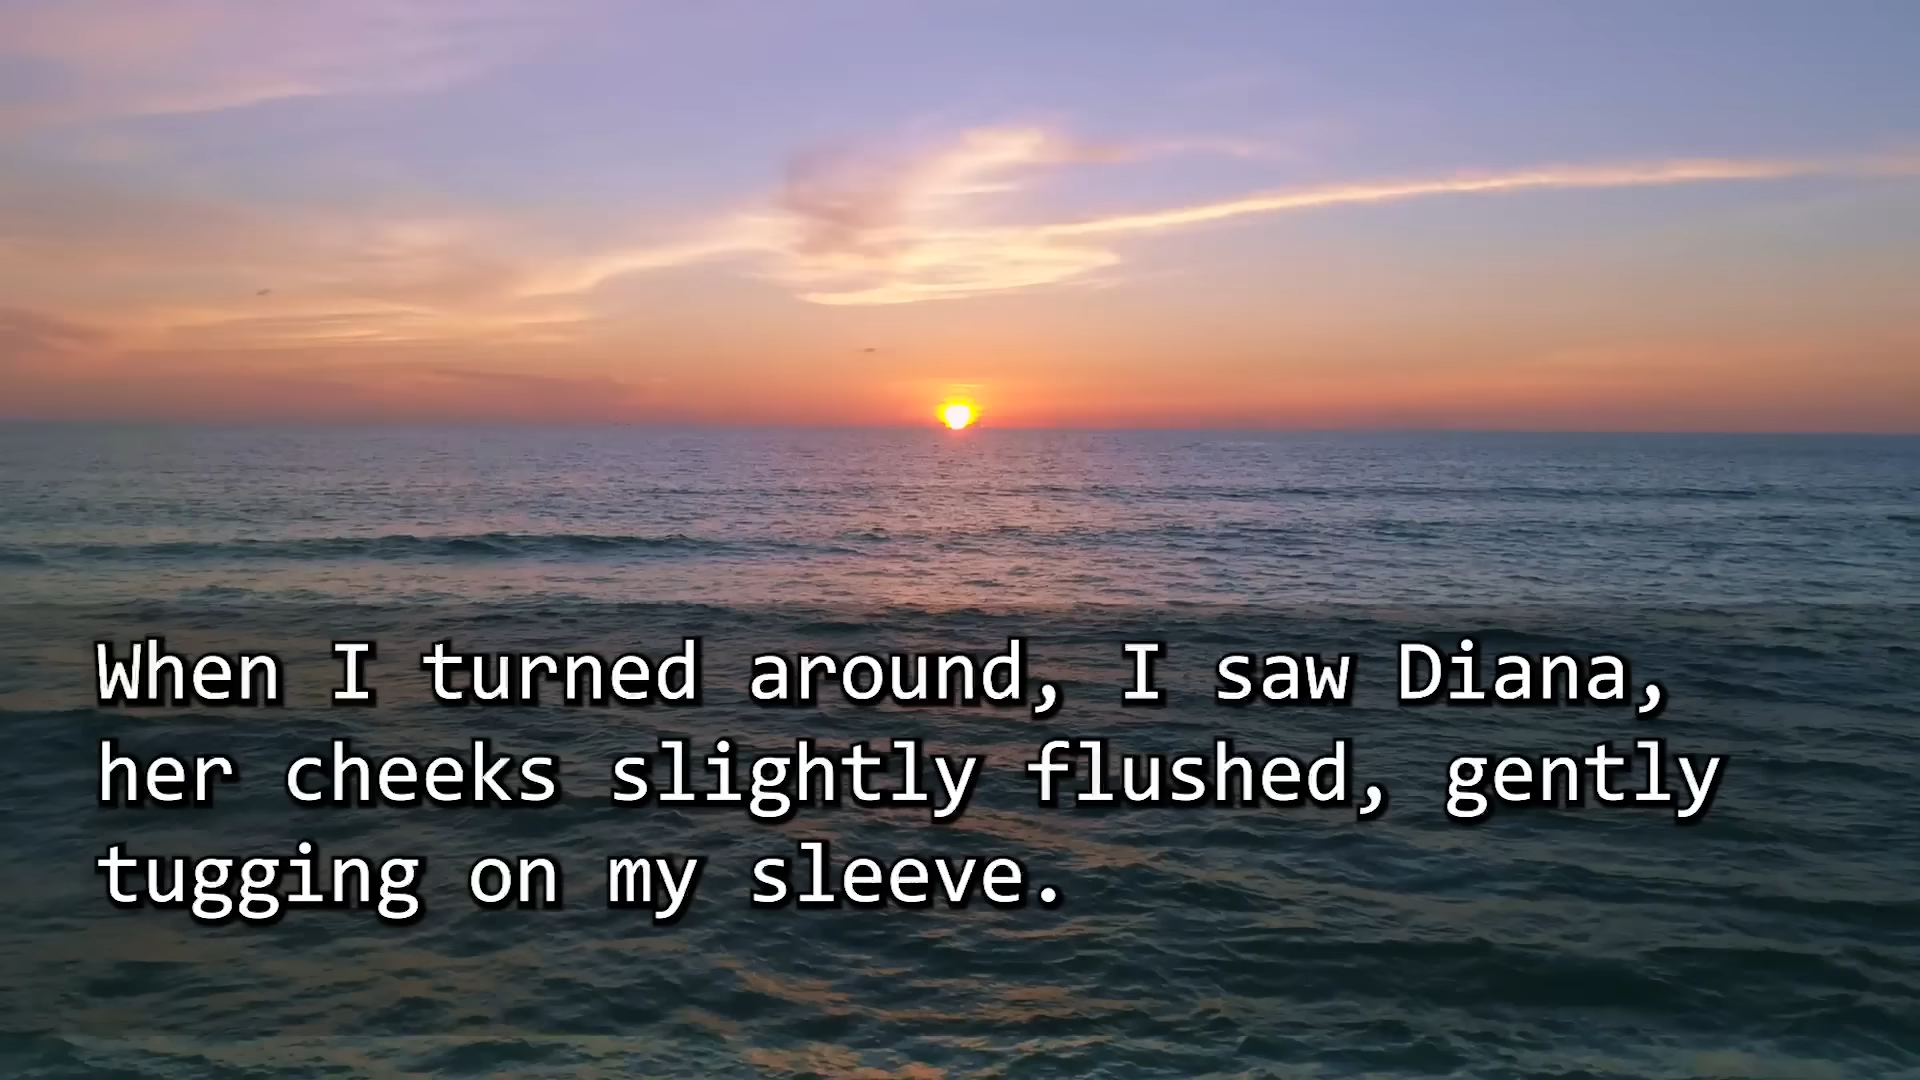 When I turned around, I saw Diana,
her cheeks slightly flushed, gently
tugging on my sleeve.